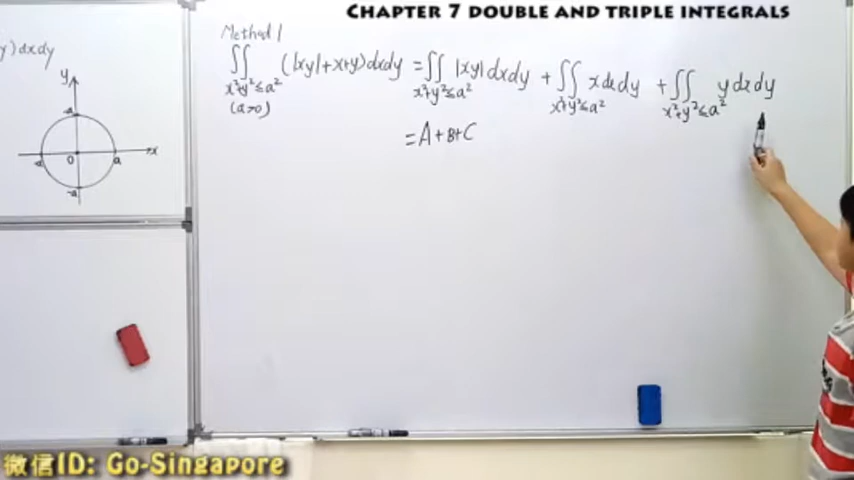 CHAPTER 7 DOUBLE AND TRIPLE INTEGRALS
y) dxdy
y
-a
-a 0 a x
-a
Method 1
∬ (|xy|+x+y)dxdy = ∬ |xy|dxdy + ∬ xdxdy + ∬ ydxdy
x²+y²≤a² x²+y²≤a² x²+y²≤a² x²+y²≤a²
(a>0)
= A+B+C
微信ID: Go-Singapore